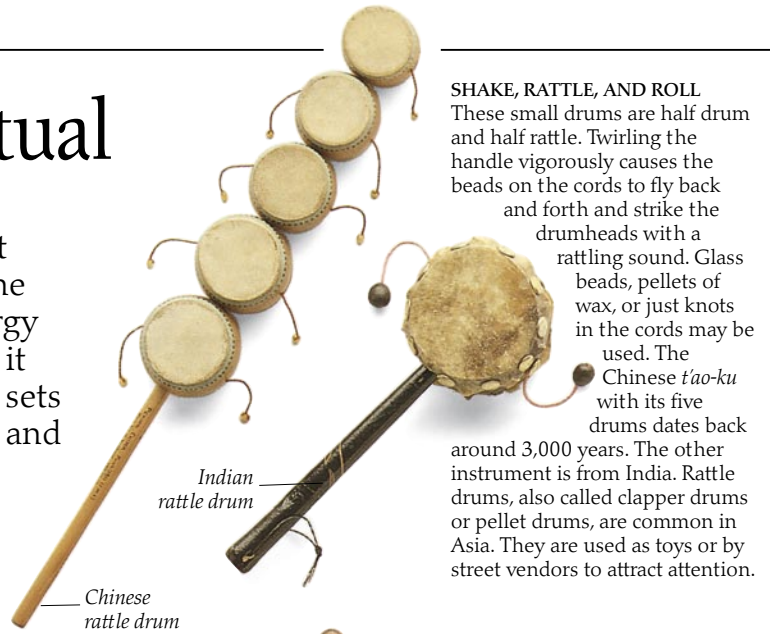 tual
t
ne
rgy
it
sets
and
SHAKE, RATTLE, AND ROLL
These small drums are half drum
and half rattle. Twirling the
handle vigorously causes the
beads on the cords to fly back
and forth and strike the
drumheads with a
rattling sound. Glass
beads, pellets of
wax, or just knots
in the cords may be
used. The
Chinese t’ao-ku
with its five
drums dates back
around 3,000 years. The other
instrument is from India. Rattle
drums, also called clapper drums
or pellet drums, are common in
Asia. They are used as toys or by
street vendors to attract attention.
Indian
rattle drum
Chinese
rattle drum